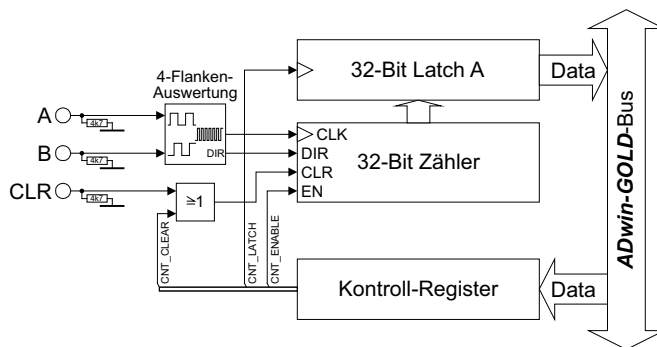 4-Flanken-
Auswertung
A
4k7
B
4k7
CLR
4k7
DIR
≥1
CNT_CLEAR
CNT_LATCH
CNT_ENABLE
32-Bit Latch A
Data
CLK
DIR
CLR
EN
32-Bit Zähler
Kontroll-Register
Data
ADwin-GOLD-Bus